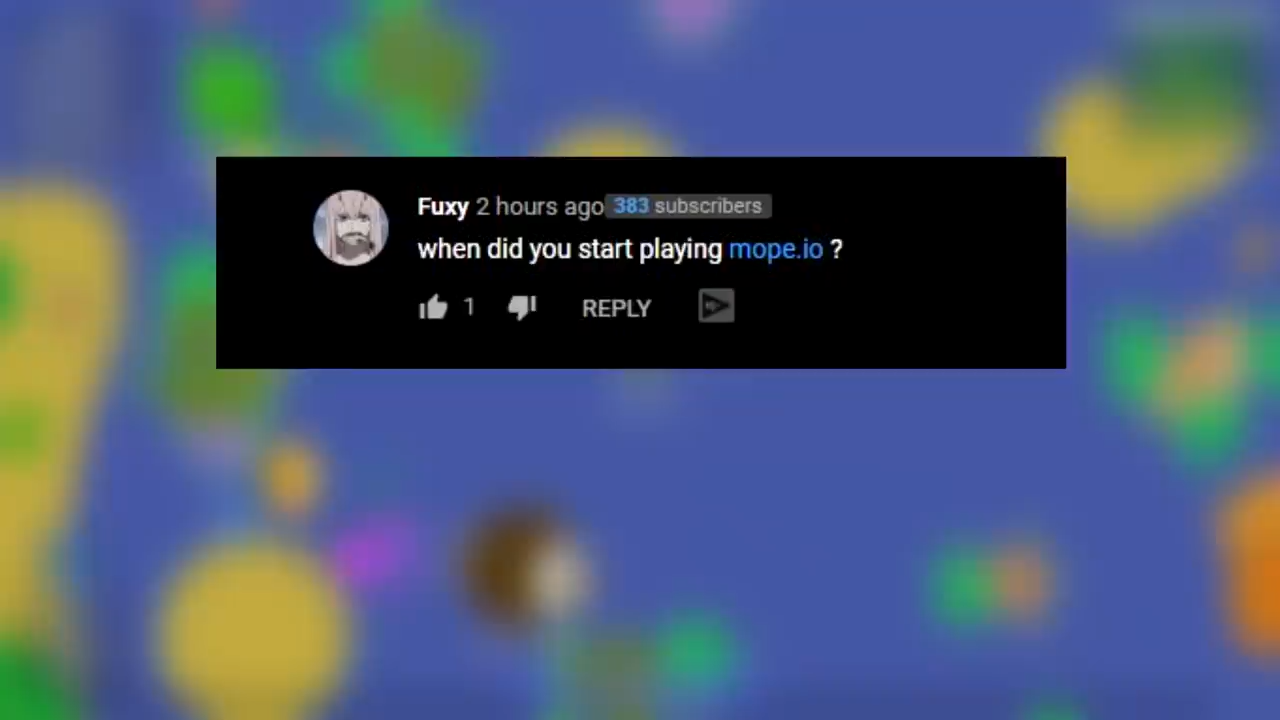 Fuxy 2 hours ago 383 subscribers
when did you start playing mope.io ?
1 REPLY